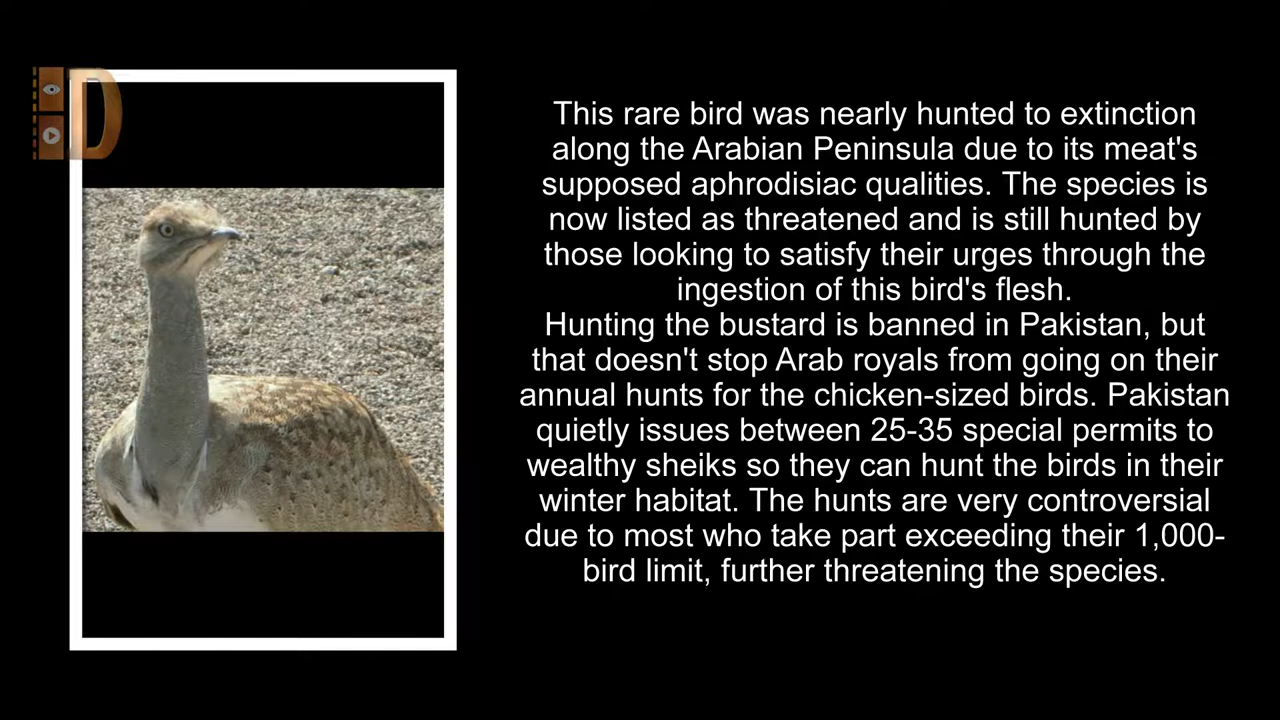 D
This rare bird was nearly hunted to extinction
along the Arabian Peninsula due to its meat's
supposed aphrodisiac qualities. The species is
now listed as threatened and is still hunted by
those looking to satisfy their urges through the
ingestion of this bird's flesh.
Hunting the bustard is banned in Pakistan, but
that doesn't stop Arab royals from going on their
annual hunts for the chicken-sized birds. Pakistan
quietly issues between 25-35 special permits to
wealthy sheiks so they can hunt the birds in their
winter habitat. The hunts are very controversial
due to most who take part exceeding their 1,000-
bird limit, further threatening the species.